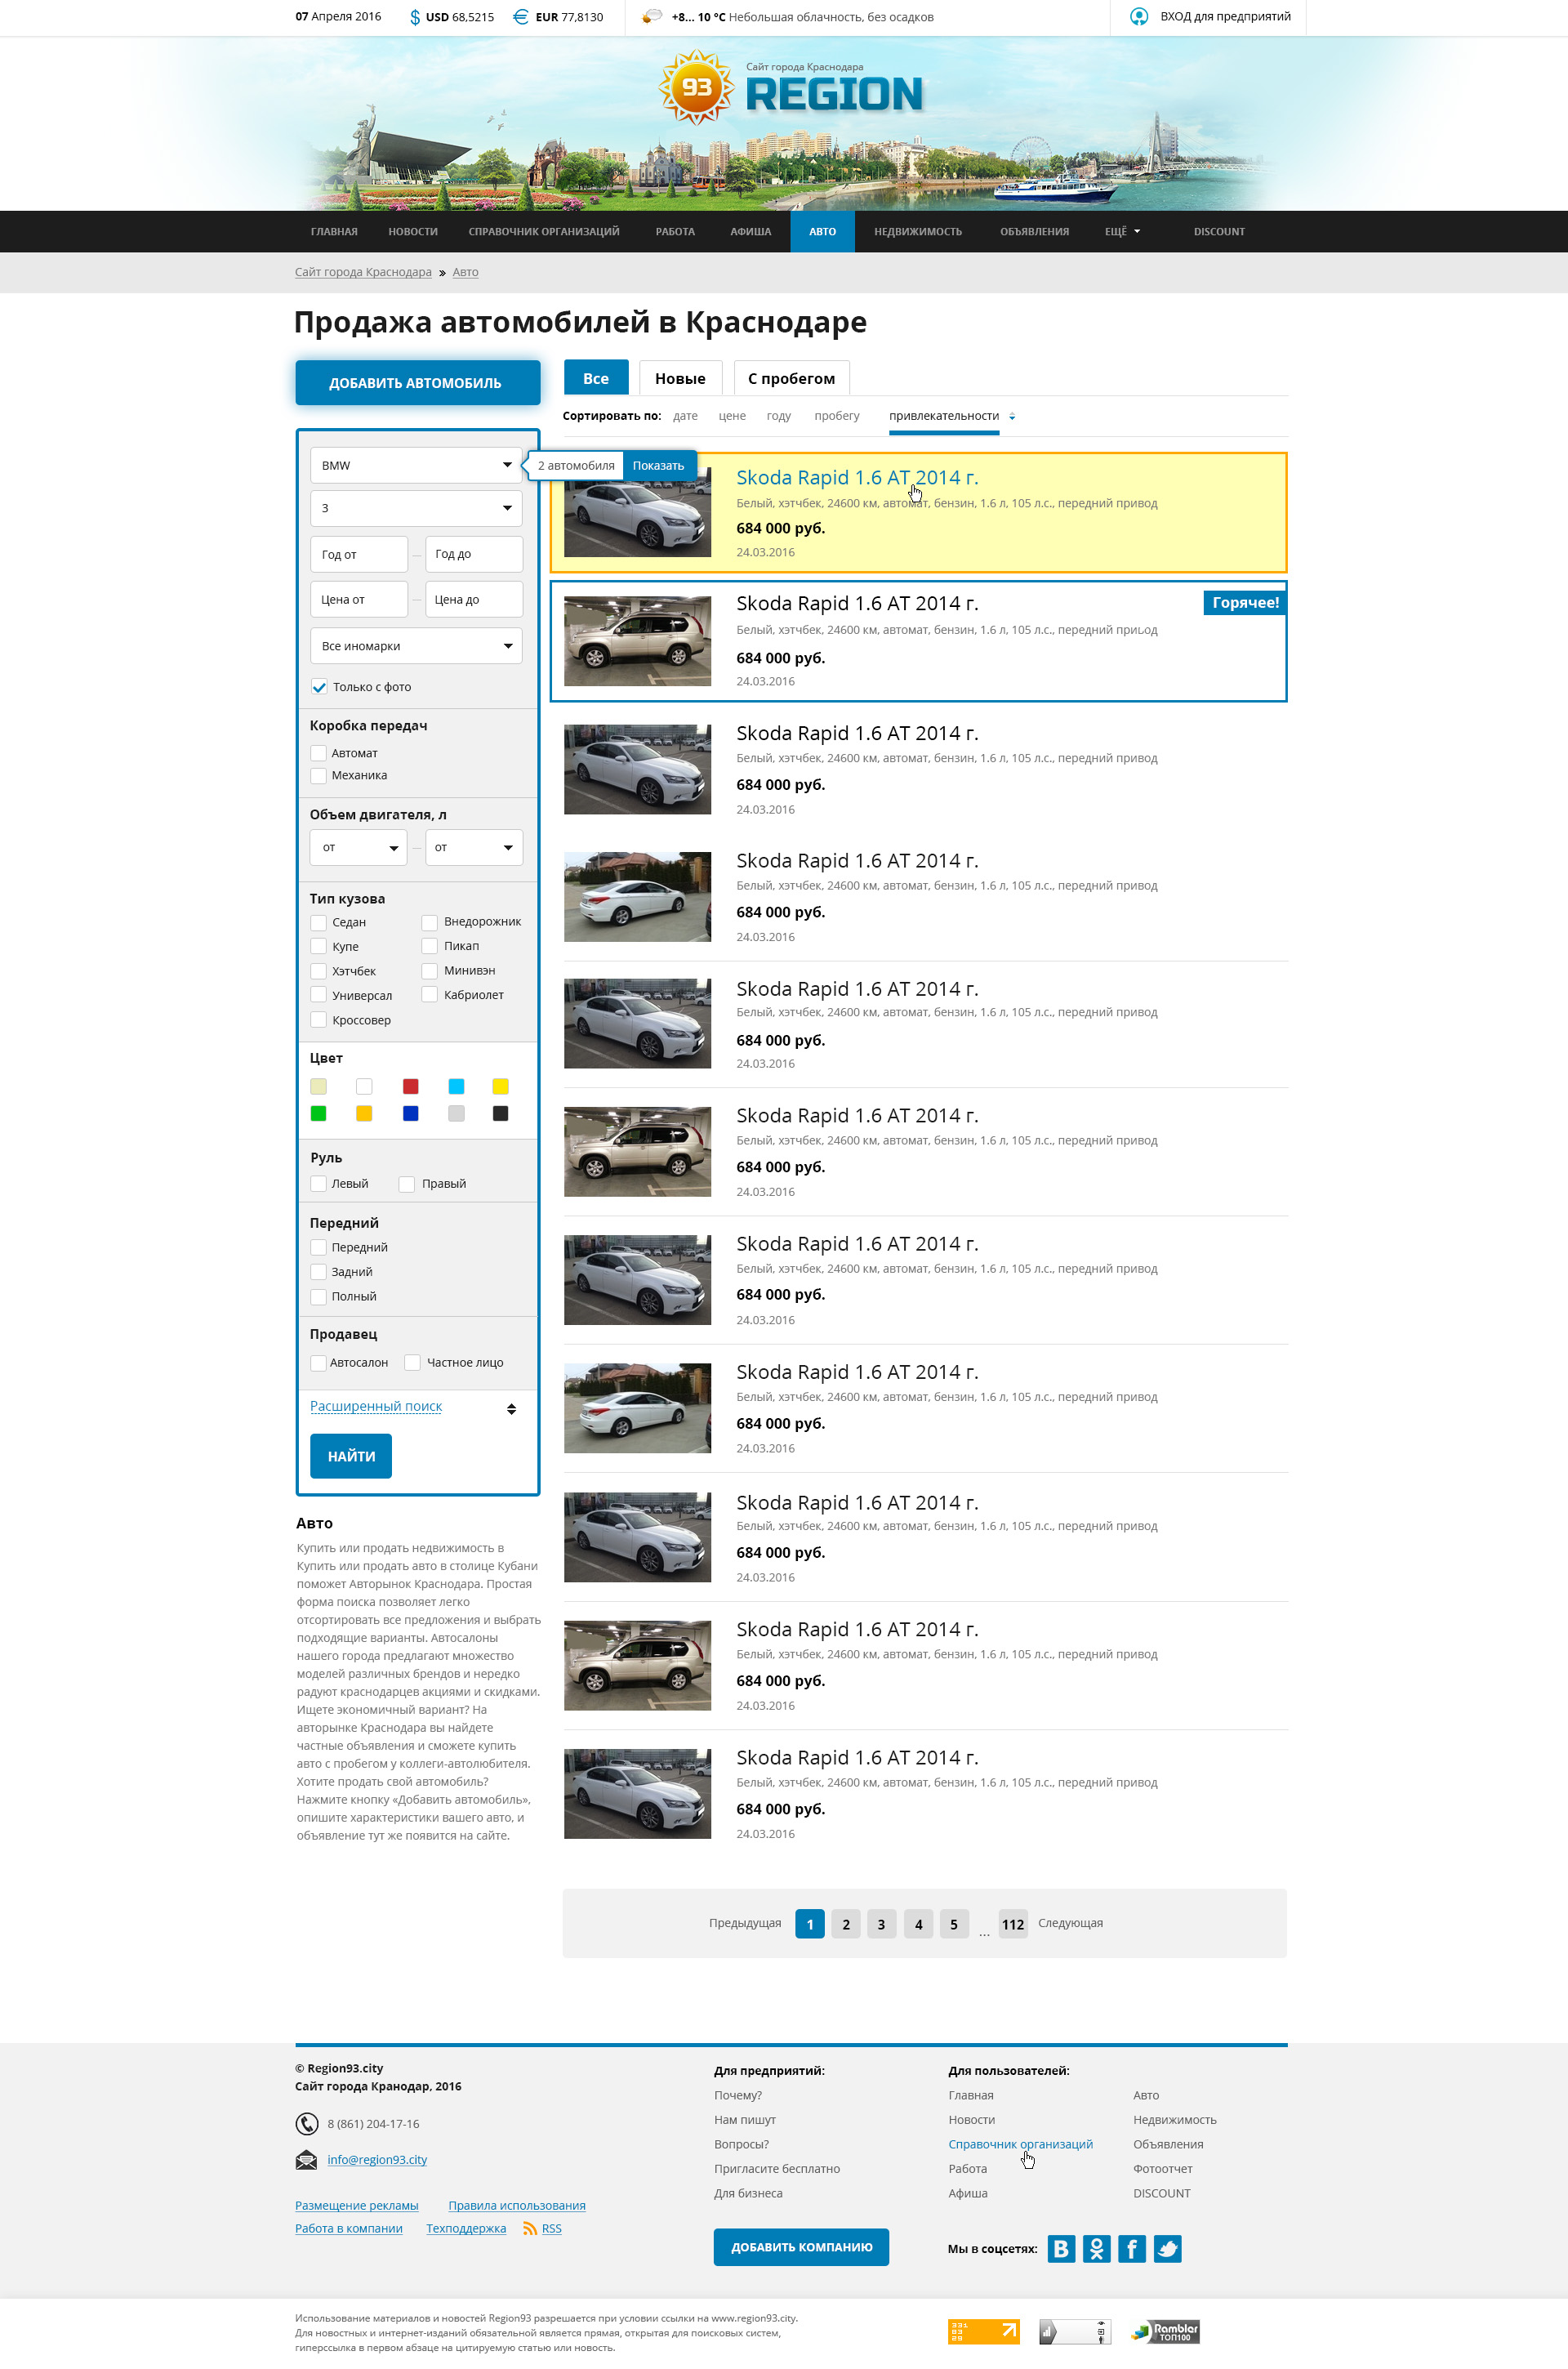 07 Апреля 2016
USD 68,5215
EUR 77,8130
+8... 10 °C Небольшая облачность, без осадков
ВХОД для предприятий
93
Сайт города Краснодара
REGION
ГЛАВНАЯ НОВОСТИ СПРАВОЧНИК ОРГАНИЗАЦИЙ РАБОТА АФИША АВТО НЕДВИЖИМОСТЬ ОБЪЯВЛЕНИЯ ЕЩЁ DISCOUNT
Сайт города Краснодара » Авто
Продажа автомобилей в Краснодаре
ДОБАВИТЬ АВТОМОБИЛЬ
BMW
3
Год от — Год до
Цена от — Цена до
Все иномарки
Только с фото
Коробка передач
Автомат
Механика
Объем двигателя, л
от — от
Тип кузова
Седан Внедорожник
Купе Пикап
Хэтчбек Минивэн
Универсал Кабриолет
Кроссовер
Цвет
Руль
Левый Правый
Передний
Передний
Задний
Полный
Продавец
Автосалон Частное лицо
Расширенный поиск
НАЙТИ
Авто
Купить или продать недвижимость в
Купить или продать авто в столице Кубани
поможет Авторынок Краснодара. Простая
форма поиска позволяет легко
отсортировать все предложения и выбрать
подходящие варианты. Автосалоны
нашего города предлагают множество
моделей различных брендов и нередко
радуют краснодарцев акциями и скидками.
Ищете экономичный вариант? На
авторынке Краснодара вы найдете
частные объявления и сможете купить
авто с пробегом у коллеги-автолюбителя.
Хотите продать свой автомобиль?
Нажмите кнопку «Добавить автомобиль»,
опишите характеристики вашего авто, и
объявление тут же появится на сайте.
Все Новые С пробегом
Сортировать по: дате цене году пробегу привлекательности
2 автомобиля Показать
Skoda Rapid 1.6 AT 2014 г.
Белый, хэтчбек, 24600 км, автомат, бензин, 1.6 л, 105 л.с., передний привод
684 000 руб.
24.03.2016
Skoda Rapid 1.6 AT 2014 г.
Горячее!
Белый, хэтчбек, 24600 км, автомат, бензин, 1.6 л, 105 л.с., передний привод
684 000 руб.
24.03.2016
Skoda Rapid 1.6 AT 2014 г.
Белый, хэтчбек, 24600 км, автомат, бензин, 1.6 л, 105 л.с., передний привод
684 000 руб.
24.03.2016
Skoda Rapid 1.6 AT 2014 г.
Белый, хэтчбек, 24600 км, автомат, бензин, 1.6 л, 105 л.с., передний привод
684 000 руб.
24.03.2016
Skoda Rapid 1.6 AT 2014 г.
Белый, хэтчбек, 24600 км, автомат, бензин, 1.6 л, 105 л.с., передний привод
684 000 руб.
24.03.2016
Skoda Rapid 1.6 AT 2014 г.
Белый, хэтчбек, 24600 км, автомат, бензин, 1.6 л, 105 л.с., передний привод
684 000 руб.
24.03.2016
Skoda Rapid 1.6 AT 2014 г.
Белый, хэтчбек, 24600 км, автомат, бензин, 1.6 л, 105 л.с., передний привод
684 000 руб.
24.03.2016
Skoda Rapid 1.6 AT 2014 г.
Белый, хэтчбек, 24600 км, автомат, бензин, 1.6 л, 105 л.с., передний привод
684 000 руб.
24.03.2016
Skoda Rapid 1.6 AT 2014 г.
Белый, хэтчбек, 24600 км, автомат, бензин, 1.6 л, 105 л.с., передний привод
684 000 руб.
24.03.2016
Skoda Rapid 1.6 AT 2014 г.
Белый, хэтчбек, 24600 км, автомат, бензин, 1.6 л, 105 л.с., передний привод
684 000 руб.
24.03.2016
Skoda Rapid 1.6 AT 2014 г.
Белый, хэтчбек, 24600 км, автомат, бензин, 1.6 л, 105 л.с., передний привод
684 000 руб.
24.03.2016
Предыдущая 1 2 3 4 5 ... 112 Следующая
© Region93.city
Сайт города Кранодар, 2016
8 (861) 204-17-16
info@region93.city
Размещение рекламы Правила использования
Работа в компании Техподдержка RSS
Для предприятий:
Почему?
Нам пишут
Вопросы?
Пригласите бесплатно
Для бизнеса
ДОБАВИТЬ КОМПАНИЮ
Для пользователей:
Главная Авто
Новости Недвижимость
Справочник организаций Объявления
Работа Фотоотчет
Афиша DISCOUNT
Мы в соцсетях:
Использование материалов и новостей Region93 разрешается при условии ссылки на www.region93.city.
Для новостных и интернет-изданий обязательной является прямая, открытая для поисковых систем,
гиперссылка в первом абзаце на цитируемую статью или новость.
Rambler
ТОП100